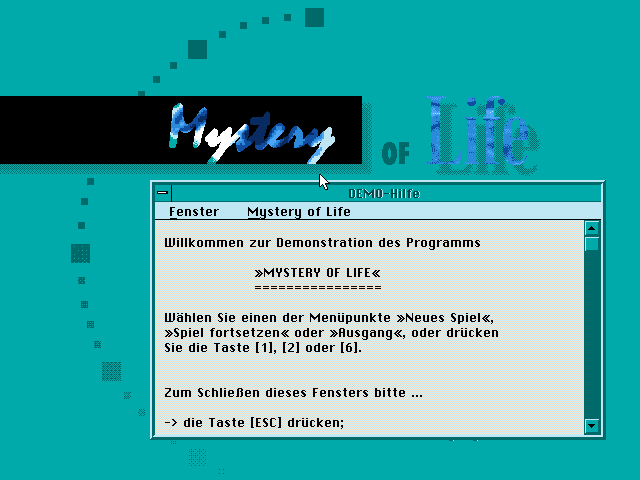 Mystery OF Life
DEMO-Hilfe
Fenster Mystery of Life
Willkommen zur Demonstration des Programms
»MYSTERY OF LIFE«
================
Wählen Sie einen der Menüpunkte »Neues Spiel«,
»Spiel fortsetzen« oder »Ausgang«, oder drücken
Sie die Taste [1], [2] oder [6].
Zum Schließen dieses Fensters bitte ...
-> die Taste [ESC] drücken;